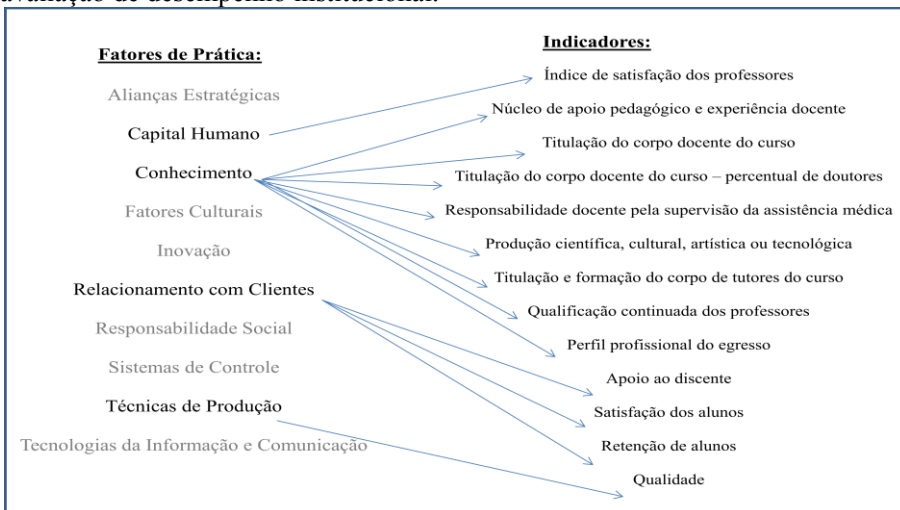 avaliação de desempenho institucional.
Fatores de Prática:
Alianças Estratégicas
Capital Humano
Conhecimento
Fatores Culturais
Inovação
Relacionamento com Clientes
Responsabilidade Social
Sistemas de Controle
Técnicas de Produção
Tecnologias da Informação e Comunicação
Indicadores:
Índice de satisfação dos professores
Núcleo de apoio pedagógico e experiência docente
Titulação do corpo docente do curso
Titulação do corpo docente do curso – percentual de doutores
Responsabilidade docente pela supervisão da assistência médica
Produção científica, cultural, artística ou tecnológica
Titulação e formação do corpo de tutores do curso
Qualificação continuada dos professores
Perfil profissional do egresso
Apoio ao discente
Satisfação dos alunos
Retenção de alunos
Qualidade